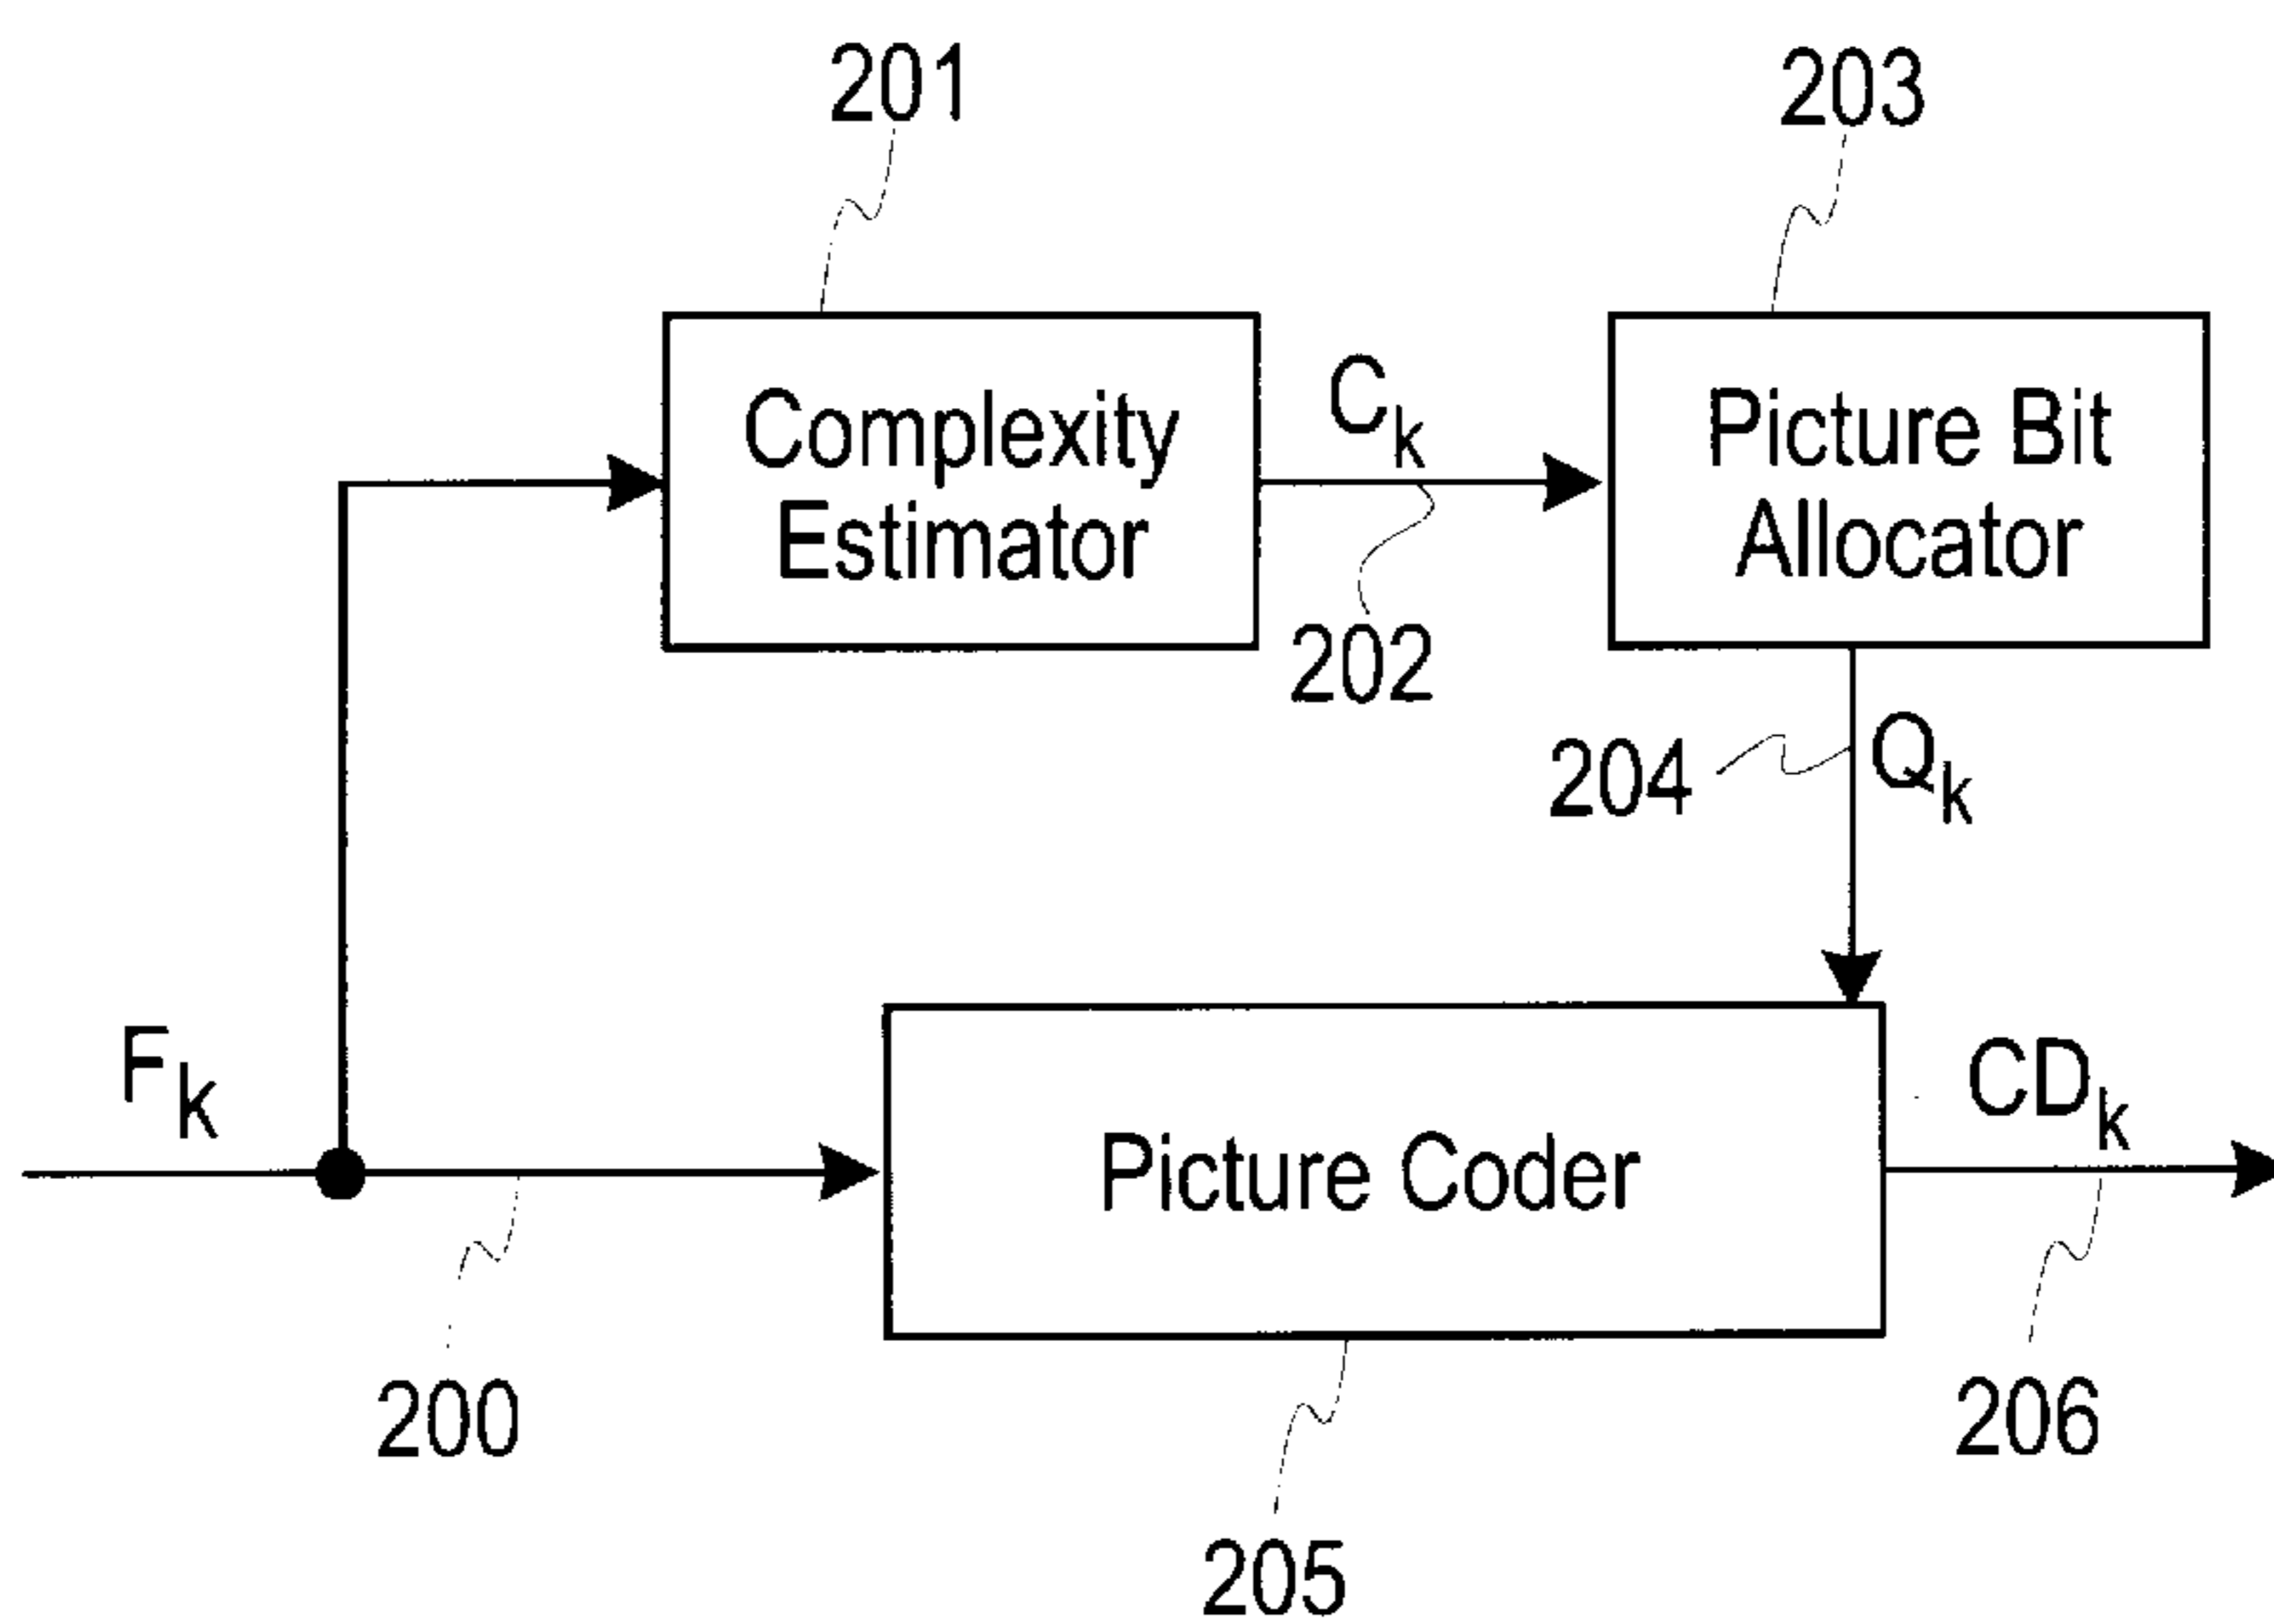 201
203
Complexity
Estimator
C_k
Picture Bit
Allocator
202
204
Q_k
F_k
Picture Coder
CD_k
200
206
205